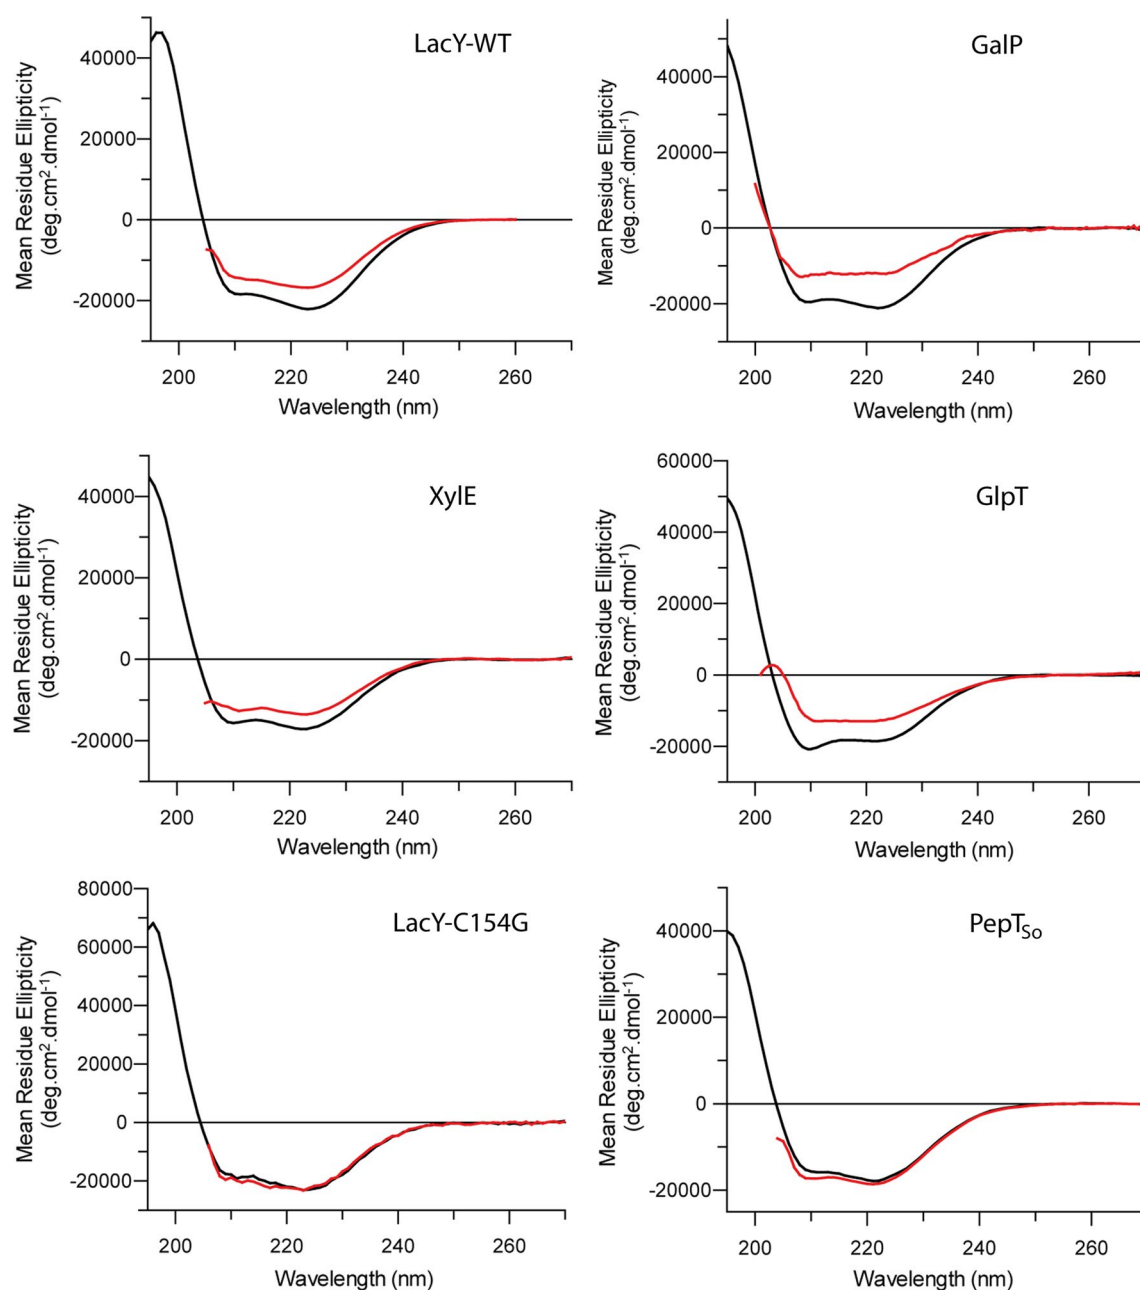 LacY-WT
Mean Residue Ellipticity
(deg.cm².dmol⁻¹)
40000
20000
0
-20000
200 220 240 260
Wavelength (nm)
GalP
Mean Residue Ellipticity
(deg.cm².dmol⁻¹)
40000
20000
0
-20000
200 220 240 260
Wavelength (nm)
XylE
Mean Residue Ellipticity
(deg.cm².dmol⁻¹)
40000
20000
0
-20000
200 220 240 260
Wavelength (nm)
GlpT
Mean Residue Ellipticity
(deg.cm².dmol⁻¹)
60000
40000
20000
0
-20000
200 220 240 260
Wavelength (nm)
LacY-C154G
Mean Residue Ellipticity
(deg.cm².dmol⁻¹)
80000
60000
40000
20000
0
-20000
200 220 240 260
Wavelength (nm)
PepTSo
Mean Residue Ellipticity
(deg.cm².dmol⁻¹)
40000
20000
0
-20000
200 220 240 260
Wavelength (nm)